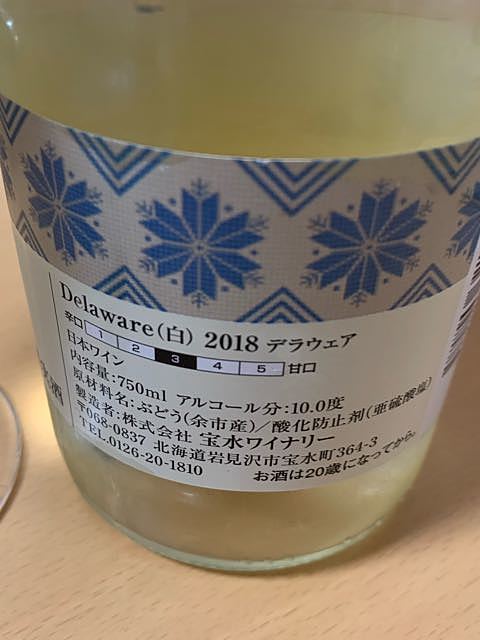 Delaware(白) 2018 デラウェア
辛口 1 2 3 4 5 甘口
日本ワイン
内容量:750ml アルコール分:10.0度
原材料名:ぶどう(余市産)/酸化防止剤(亜硫酸塩)
製造者:株式会社 宝水ワイナリー
〒068-0837 北海道岩見沢市宝水町364-3
TEL.0126-20-1810
お酒は20歳になってから。
酒